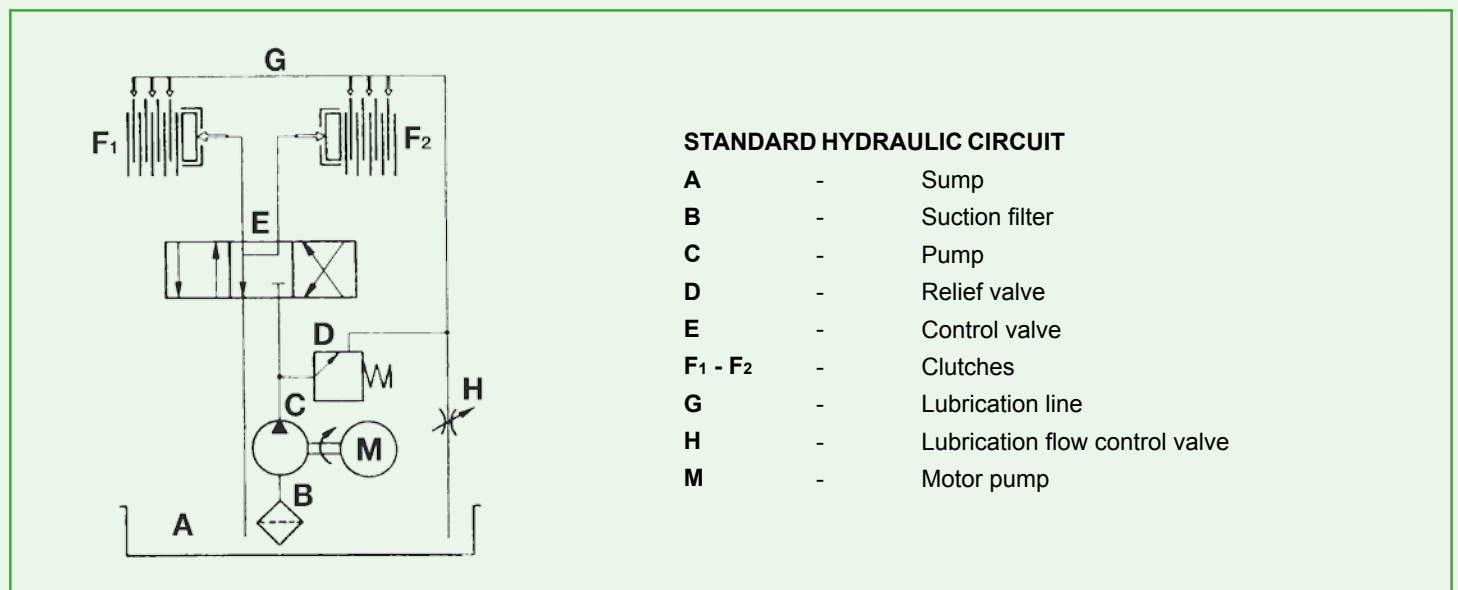 G
F1
F2
E
D
H
C
M
B
A
STANDARD HYDRAULIC CIRCUIT
A - Sump
B - Suction filter
C - Pump
D - Relief valve
E - Control valve
F1 - F2 - Clutches
G - Lubrication line
H - Lubrication flow control valve
M - Motor pump